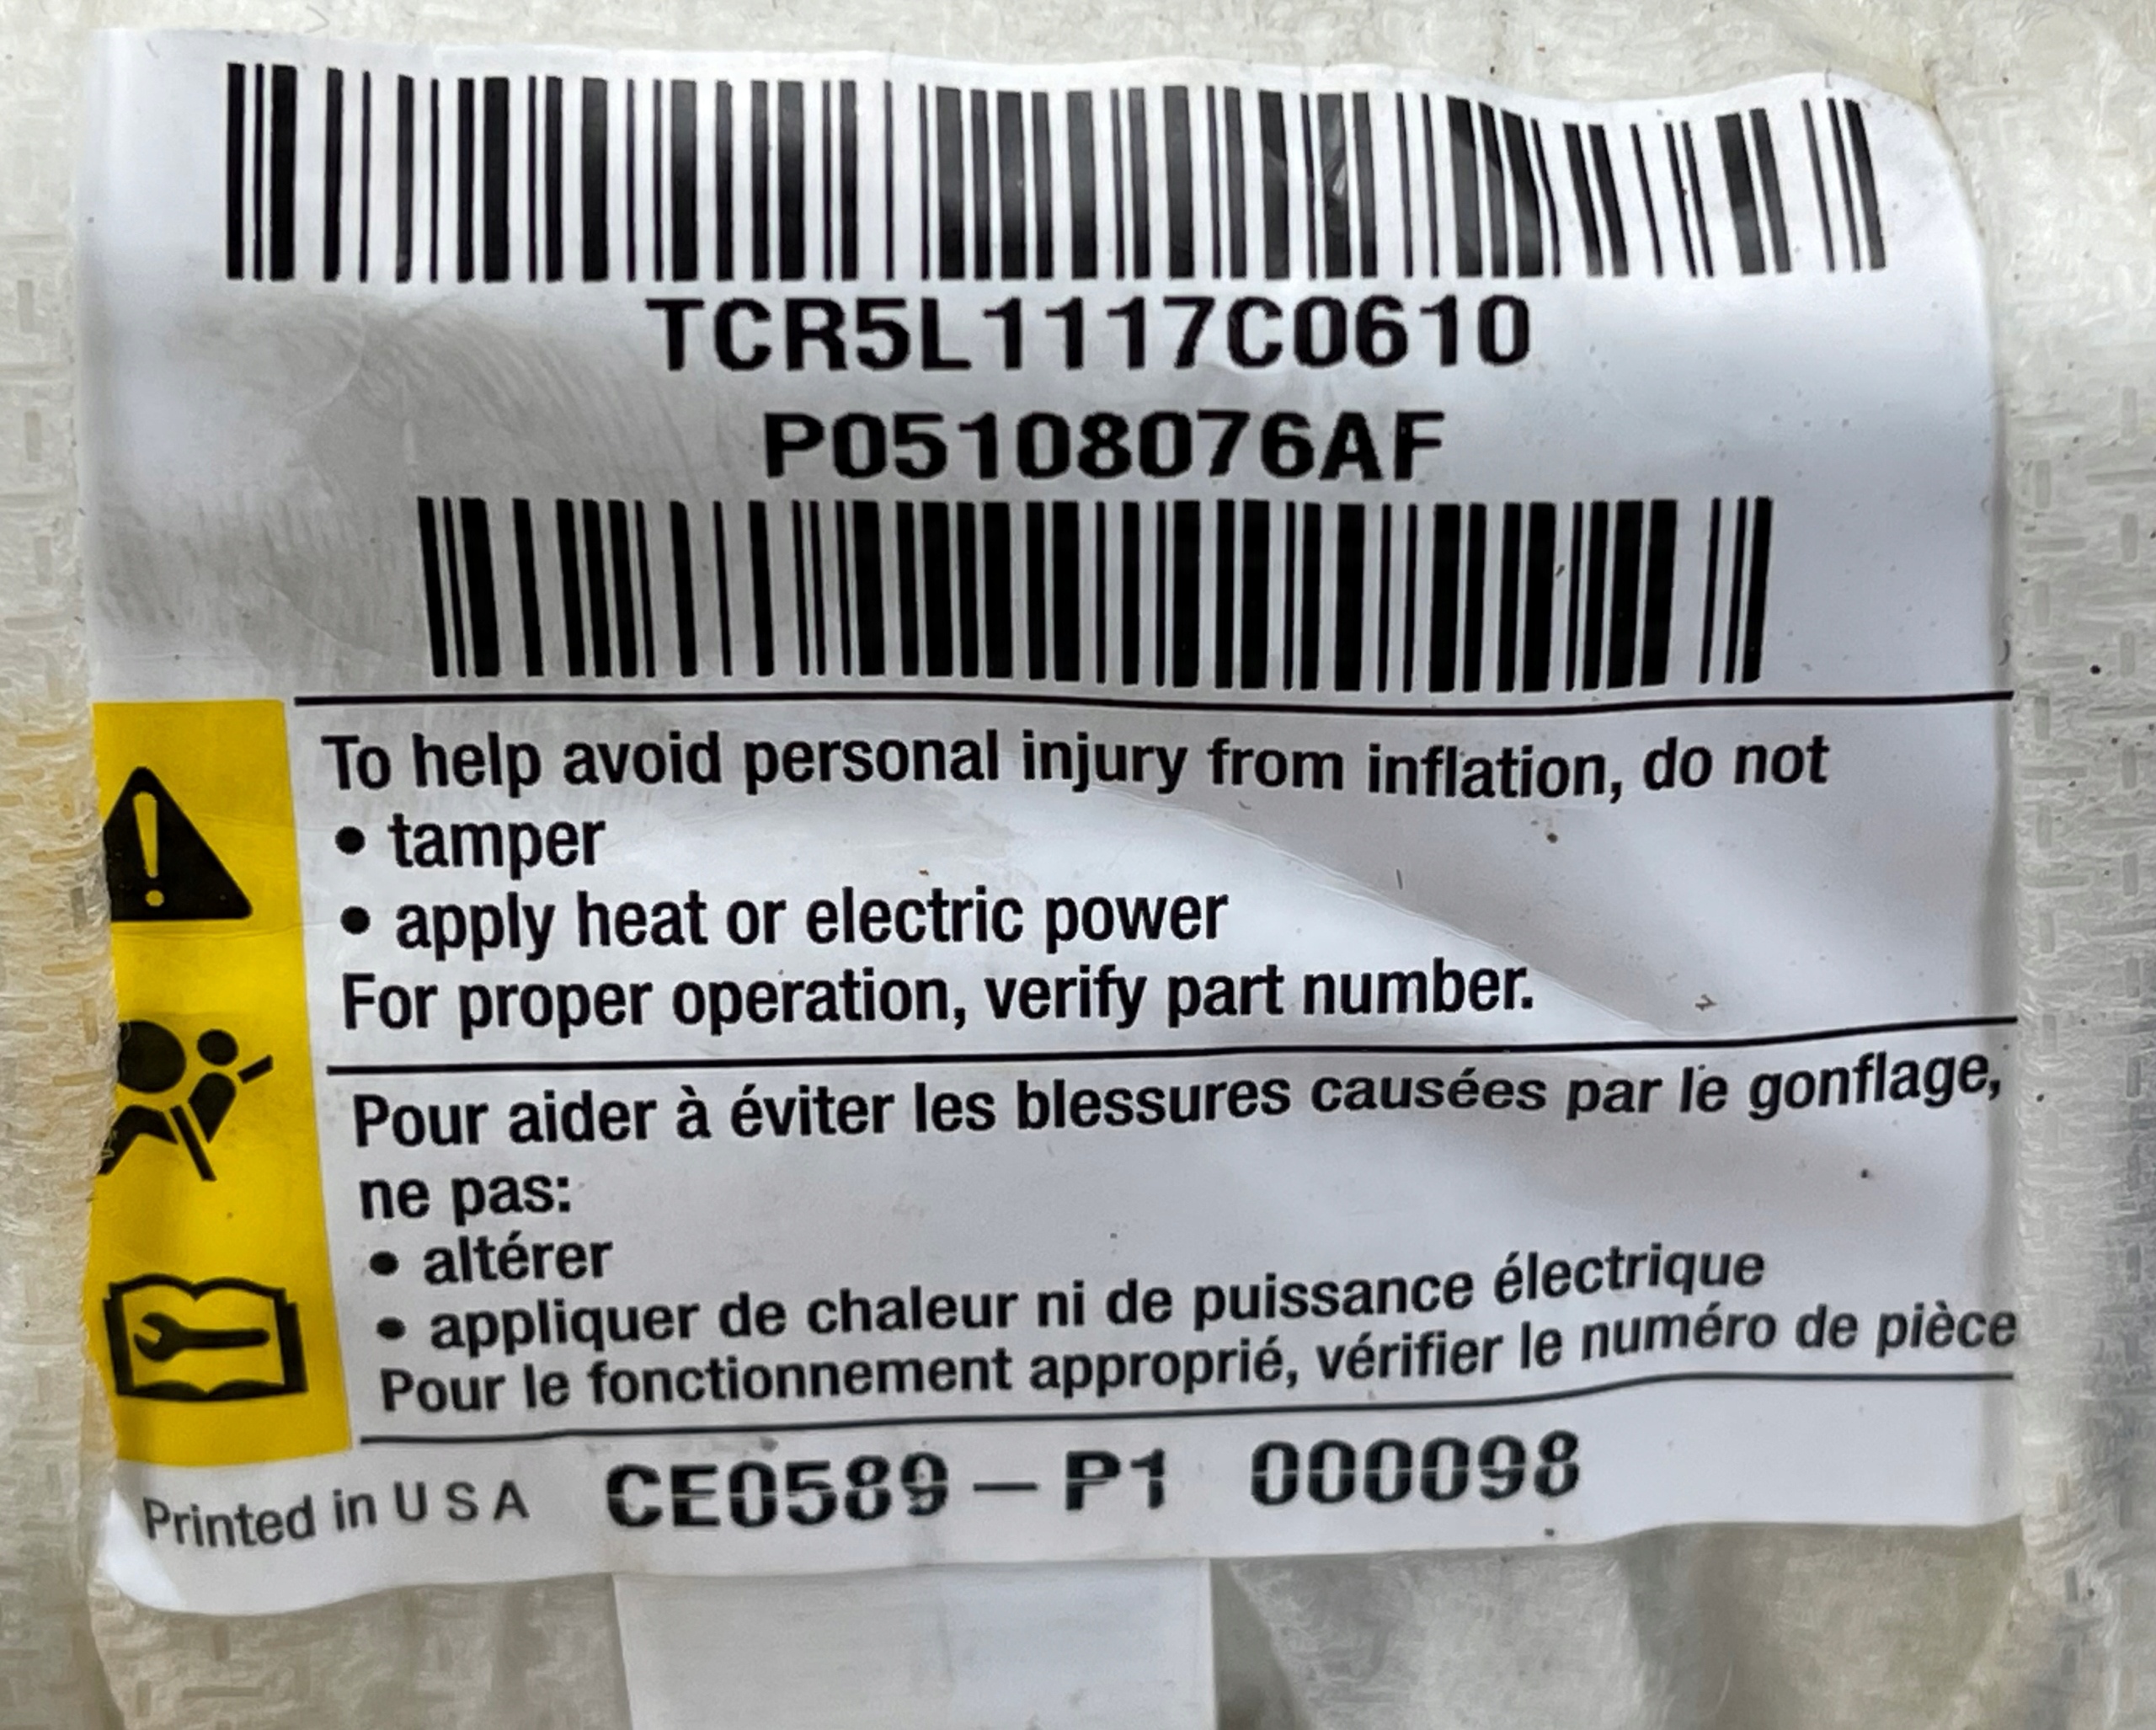 TCR5L1117C0610
P05108076AF
To help avoid personal injury from inflation, do not
• tamper
• apply heat or electric power
For proper operation, verify part number.
Pour aider à éviter les blessures causées par le gonflage,
ne pas:
• altérer
• appliquer de chaleur ni de puissance électrique
Pour le fonctionnement approprié, vérifier le numéro de pièce
Printed in U S A CE0589 – P1 000098